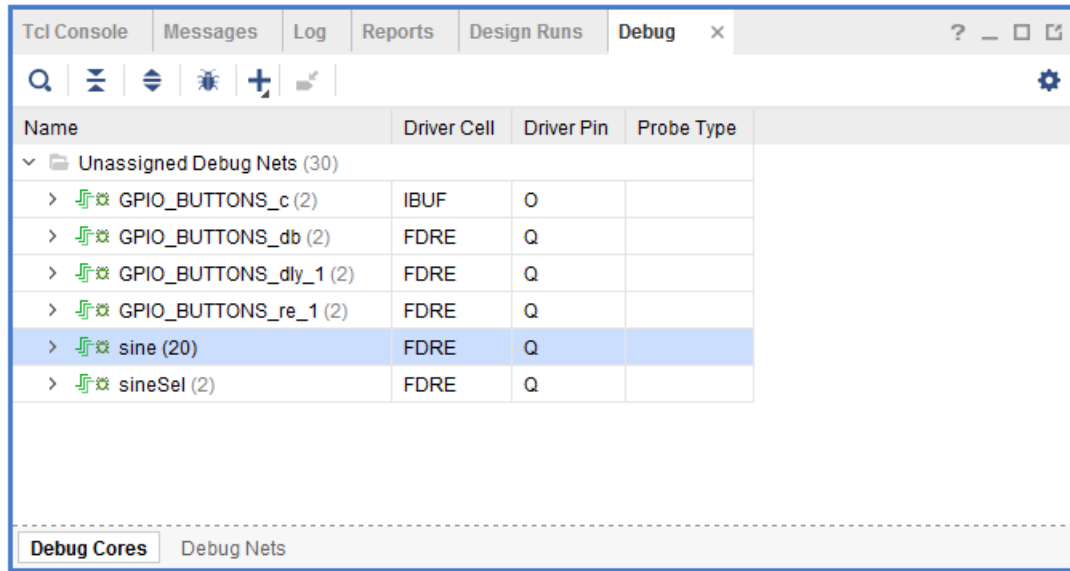 Tcl Console Messages Log Reports Design Runs Debug × ?
Name Driver Cell Driver Pin Probe Type
Unassigned Debug Nets (30)
GPIO_BUTTONS_c (2) IBUF O
GPIO_BUTTONS_db (2) FDRE Q
GPIO_BUTTONS_dly_1 (2) FDRE Q
GPIO_BUTTONS_re_1 (2) FDRE Q
sine (20) FDRE Q
sineSel (2) FDRE Q
Debug Cores Debug Nets